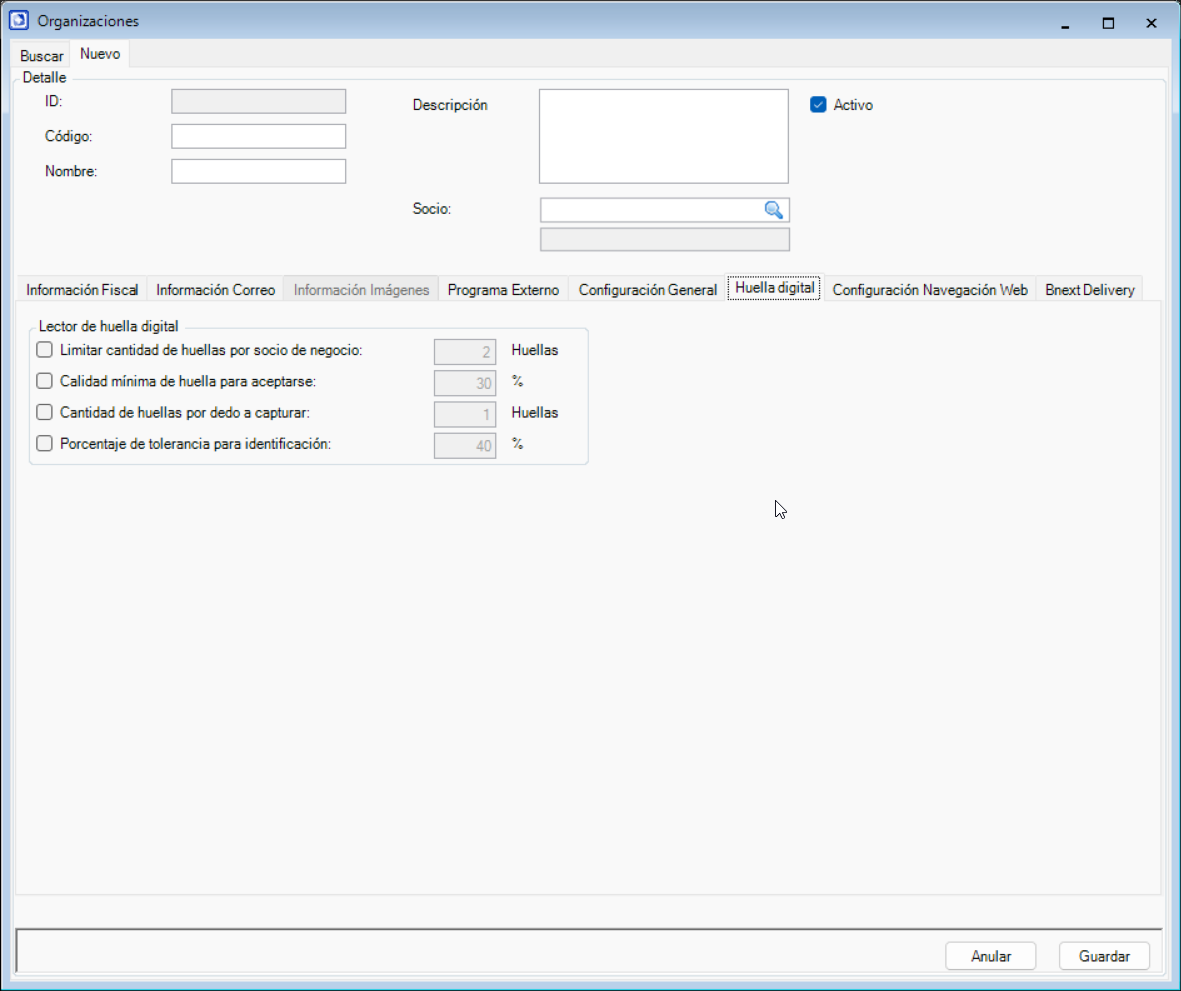 Organizaciones
Buscar Nuevo
Detalle
ID:
Descripción
Activo
Código:
Nombre:
Socio:
Información Fiscal Información Correo Información Imágenes Programa Externo Configuración General Huella digital Configuración Navegación Web Bnext Delivery
Lector de huella digital
Limitar cantidad de huellas por socio de negocio: 2 Huellas
Calidad mínima de huella para aceptarse: 30 %
Cantidad de huellas por dedo a capturar: 1 Huellas
Porcentaje de tolerancia para identificación: 40 %
Anular Guardar